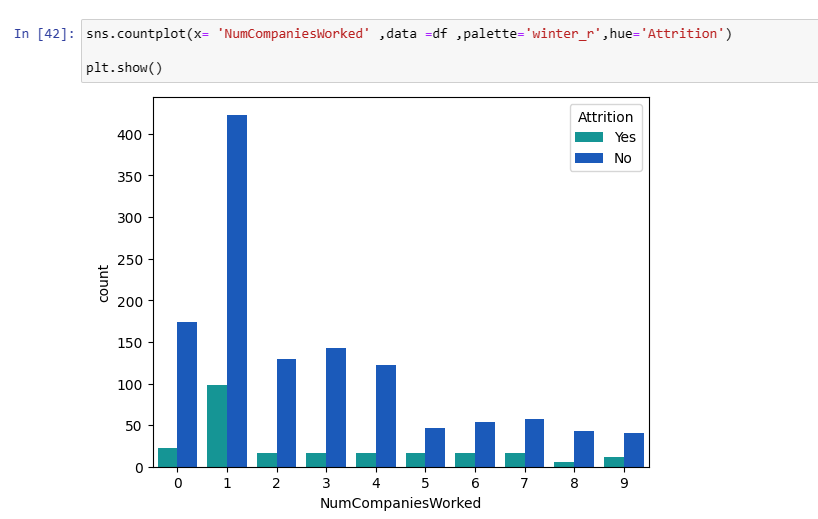 In [42]: sns.countplot(x= 'NumCompaniesWorked' ,data =df ,palette='winter_r',hue='Attrition')
plt.show()
Attrition
Yes
No
400
350
300
250
200
150
100
50
0
count
0 1 2 3 4 5 6 7 8 9
NumCompaniesWorked